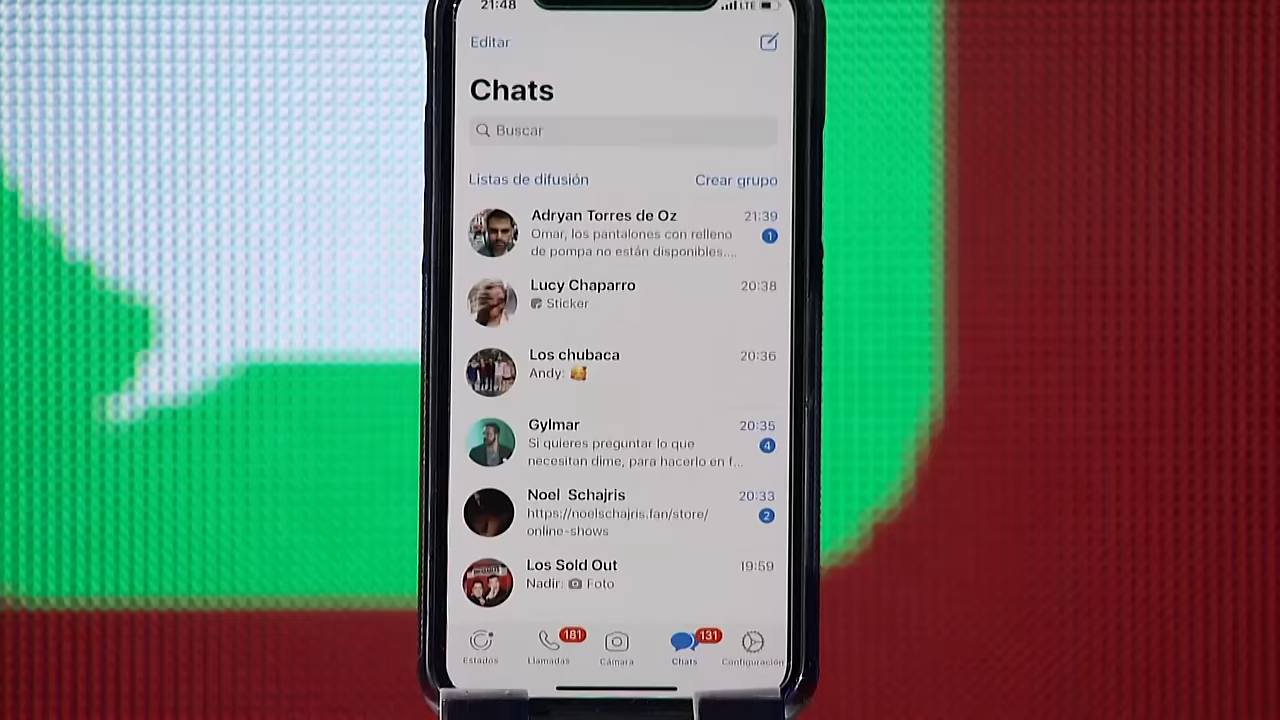 21:48
LTE
Editar
Chats
Buscar
Listas de difusión
Crear grupo
Adryan Torres de Oz
21:39
Omar, los pantalones con relleno
1
de pompa no están disponibles....
Lucy Chaparro
20:38
Sticker
Los chubaca
20:36
Andy: 🥰
Gylmar
20:35
Si quieres preguntar lo que
4
necesitan dime, para hacerlo en f...
Noel Schajris
20:33
https://noelschajris.fan/store/
2
online-shows
Los Sold Out
19:59
Nadir: Foto
181
131
Estados
Llamadas
Cámara
Chats
Configuración